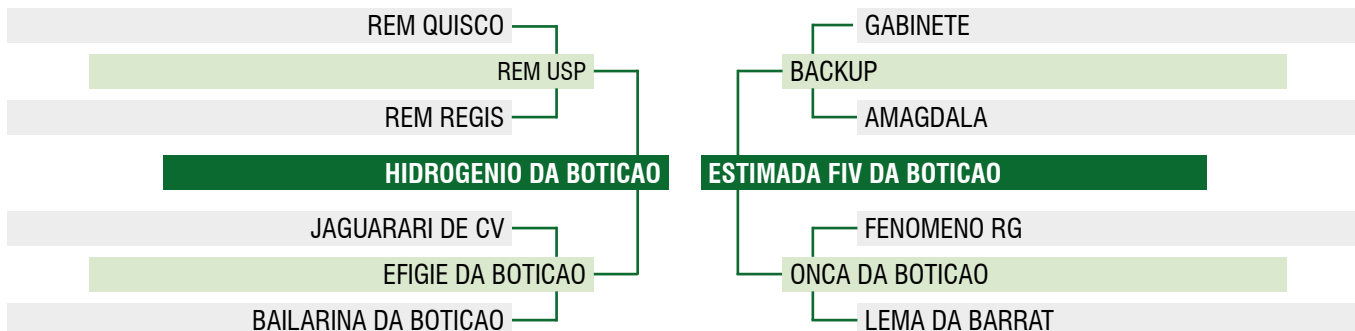 REM QUISCO
GABINETE
REM USP
BACKUP
REM REGIS
AMAGDALA
HIDROGENIO DA BOTICAO
ESTIMADA FIV DA BOTICAO
JAGUARARI DE CV
FENOMENO RG
EFIGIE DA BOTICAO
ONCA DA BOTICAO
BAILARINA DA BOTICAO
LEMA DA BARRAT